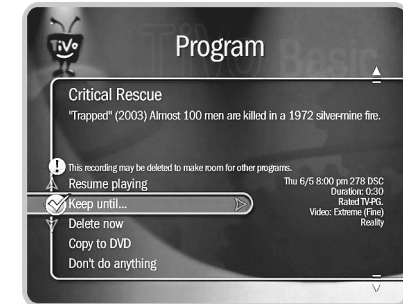 TiVo
Program
TiVo Basic
Critical Rescue
"Trapped" (2003) Almost 100 men are killed in a 1972 silver-mine fire.
! This recording may be deleted to make room for other programs.
Resume playing
Keep until...
Delete now
Copy to DVD
Don't do anything
Thu 6/5 8:00 pm 278 DSC
Duration: 0:30
Rated TV-PG.
Video: Extreme (Fine)
Reality